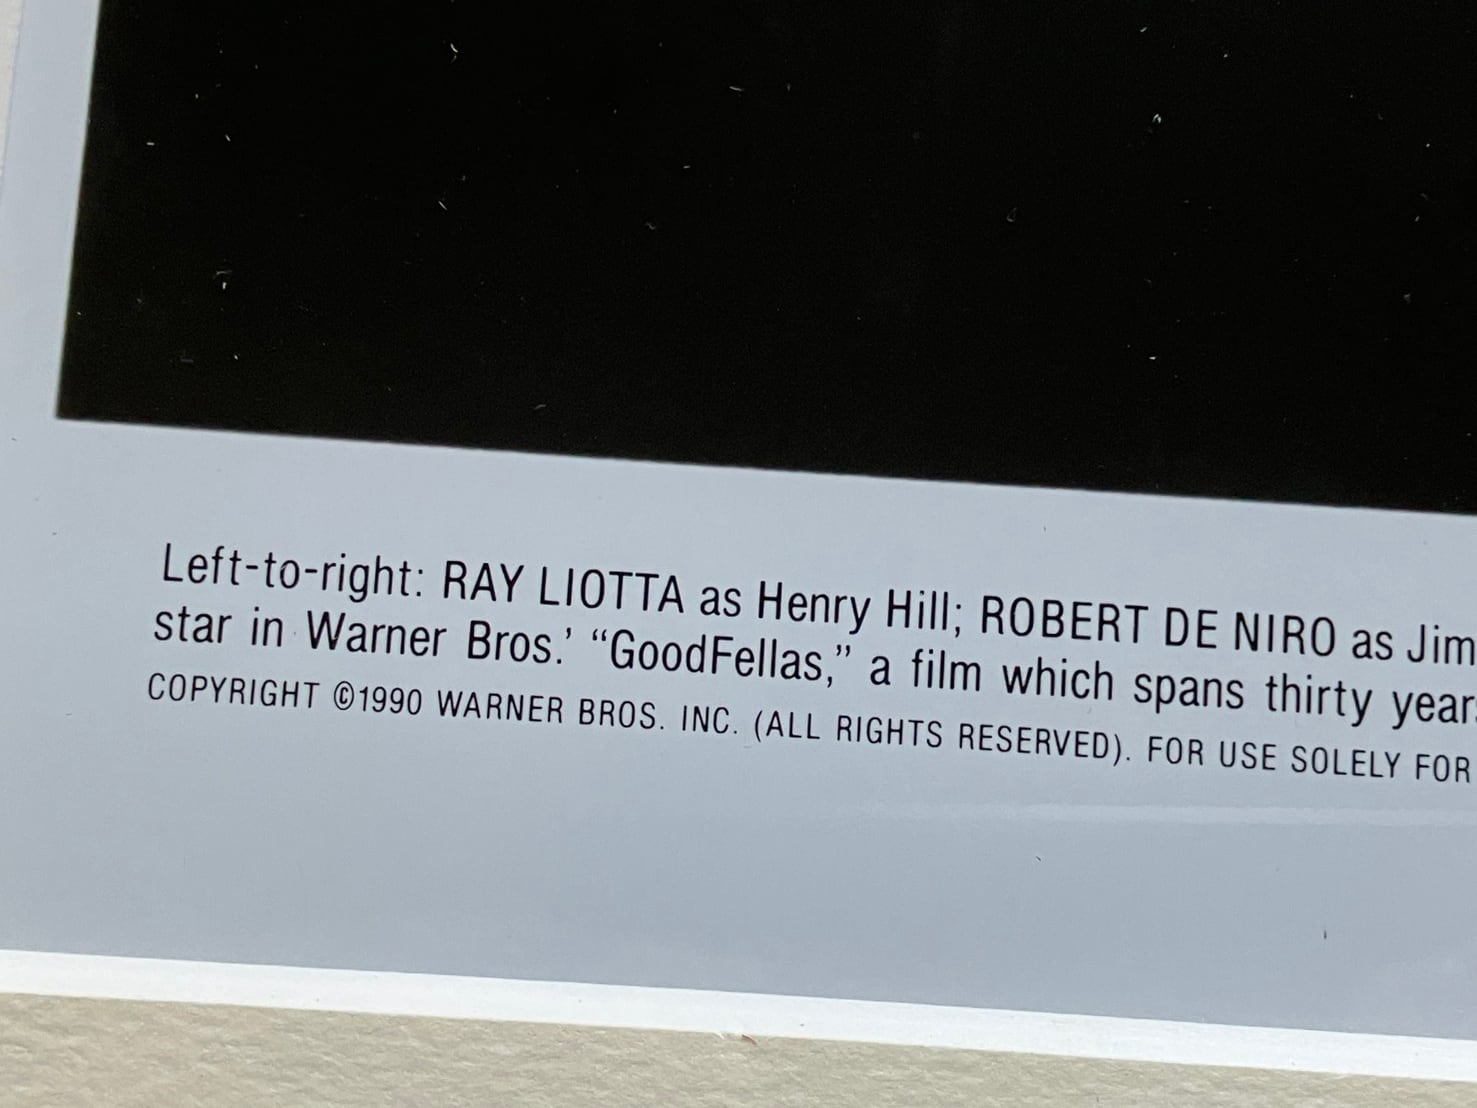 Left-to-right: RAY LIOTTA as Henry Hill; ROBERT DE NIRO as Jim
star in Warner Bros.’ “GoodFellas,” a film which spans thirty years
COPYRIGHT ©1990 WARNER BROS. INC. (ALL RIGHTS RESERVED). FOR USE SOLELY FOR